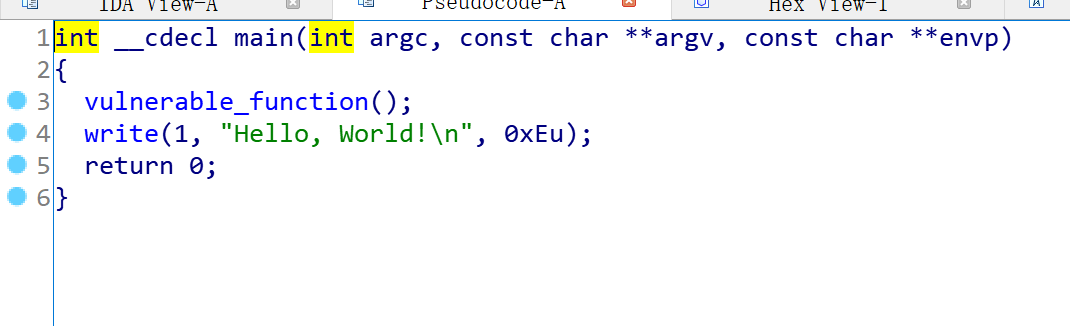 IDA View-A Pseudocode-A Hex View-1
1 int __cdecl main(int argc, const char **argv, const char **envp)
2 {
3 vulnerable_function();
4 write(1, "Hello, World!\n", 0xEu);
5 return 0;
6 }